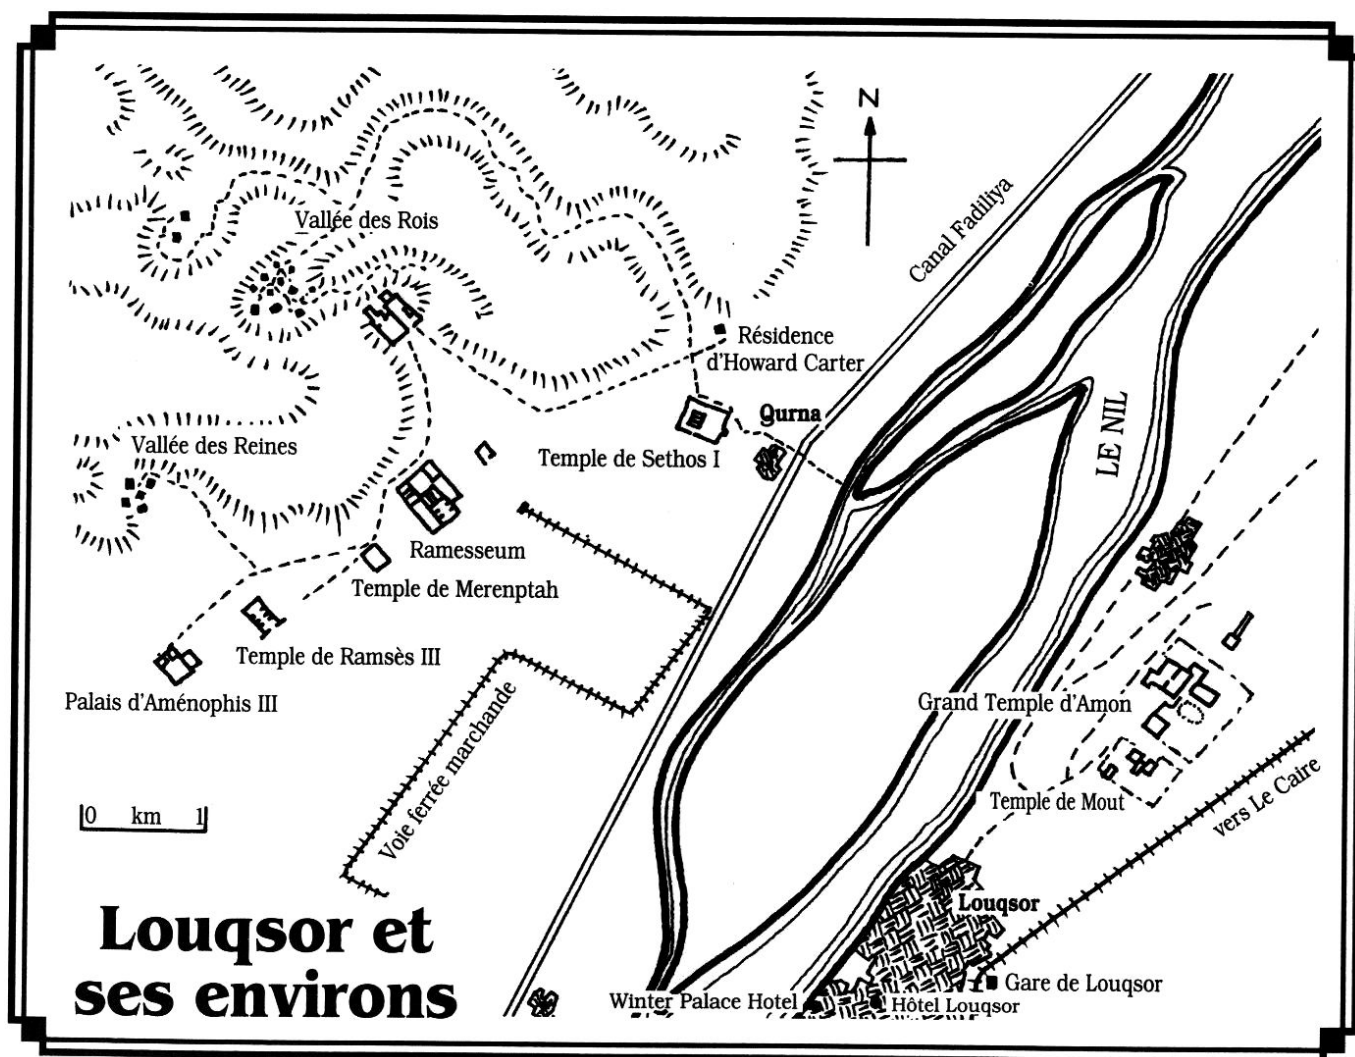 N
Canal Fadiliya
Vallée des Rois
Résidence
d'Howard Carter
LE NIL
Qurna
Vallée des Reines
Temple de Sethos I
Ramesseum
Temple de Merenptah
Temple de Ramsès III
Palais d'Aménophis III
Grand Temple d'Amon
Voie ferrée marchande
Temple de Mout
vers Le Caire
0 km 1
Louqsor
Louqsor et
ses environs
Gare de Louqsor
Winter Palace Hotel
Hôtel Louqsor